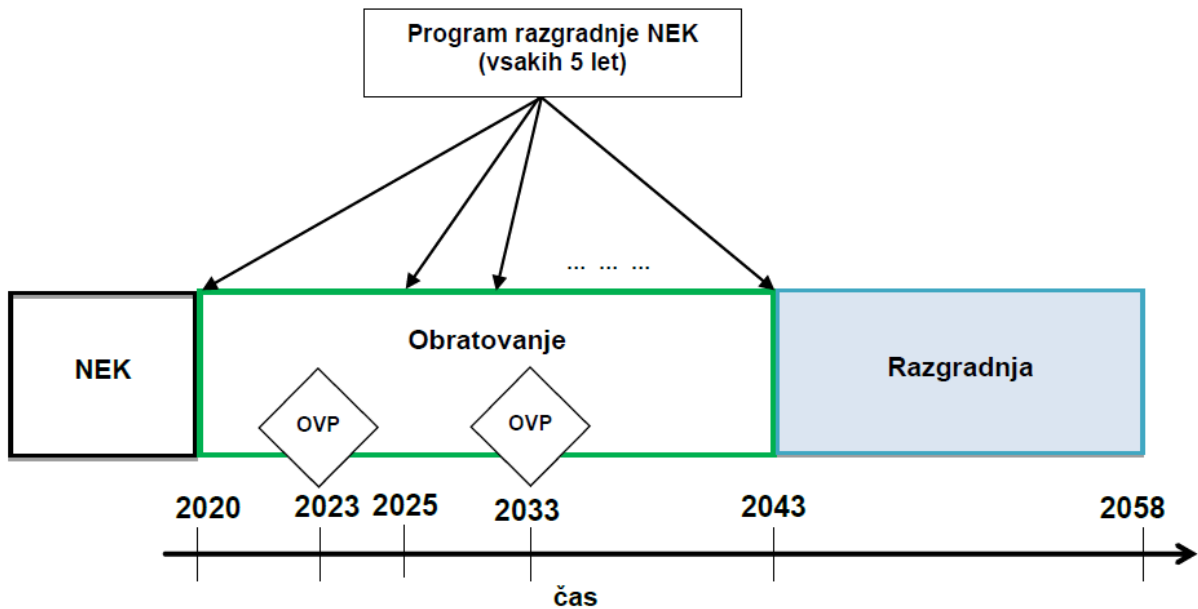 Program razgradnje NEK
(vsakih 5 let)
... ... ...
NEK
Obratovanje
Razgradnja
OVP
OVP
2020
2023
2025
2033
2043
2058
čas